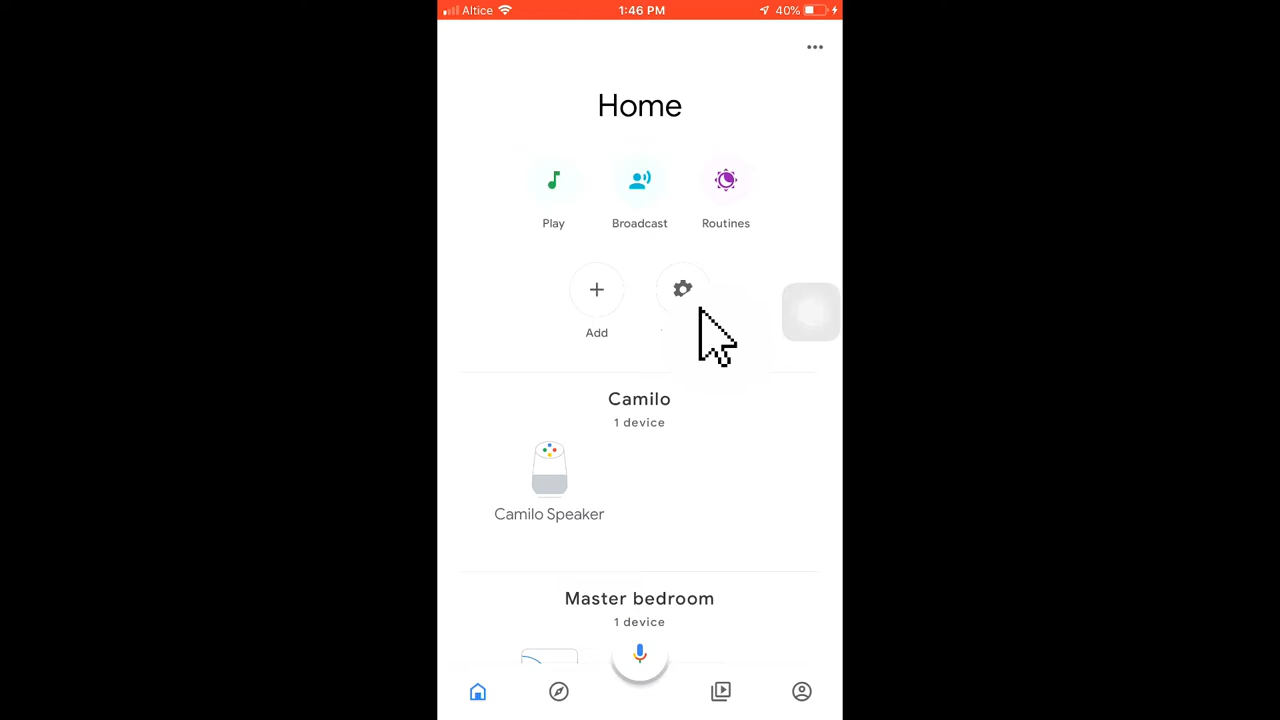 Altice 1:46 PM 40%
Home
Play Broadcast Routines
Add
Camilo
1 device
Camilo Speaker
Master bedroom
1 device